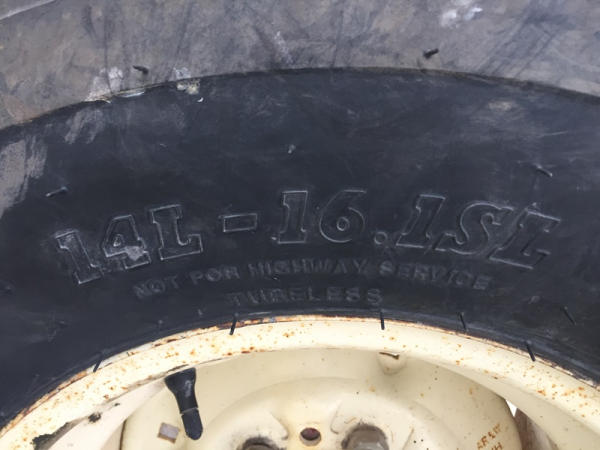 14L-16.1SL
NOT FOR HIGHWAY SERVICE
TUBELESS